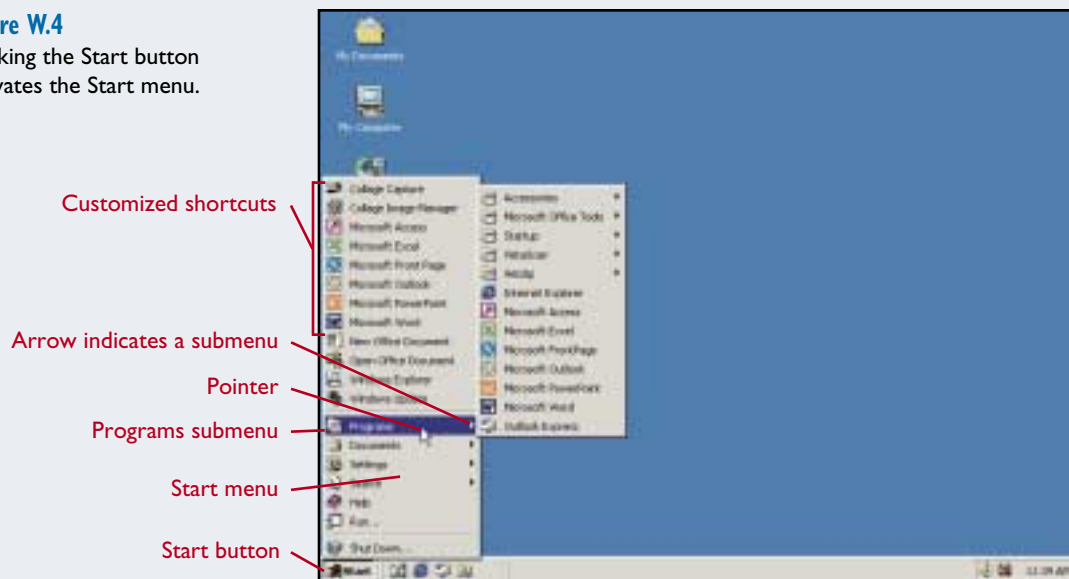 re W.4
king the Start button
vates the Start menu.
My Documents
My Computer
Customized shortcuts
Arrow indicates a submenu
Pointer
Programs submenu
Start menu
Start button
Collage Capture
Collage Image Manager
Microsoft Access
Microsoft Excel
Microsoft Front Page
Microsoft Outlook
Microsoft PowerPoint
Microsoft Word
New Office Document
Open Office Document
Windows Explorer
Windows Update
Programs
Documents
Settings
Search
Help
Run...
Shut Down...
Start
Accessories
Microsoft Office Tools
Startup
Internet Explorer
Microsoft Access
Microsoft Excel
Microsoft FrontPage
Microsoft Outlook
Microsoft PowerPoint
Microsoft Word
Outlook Express